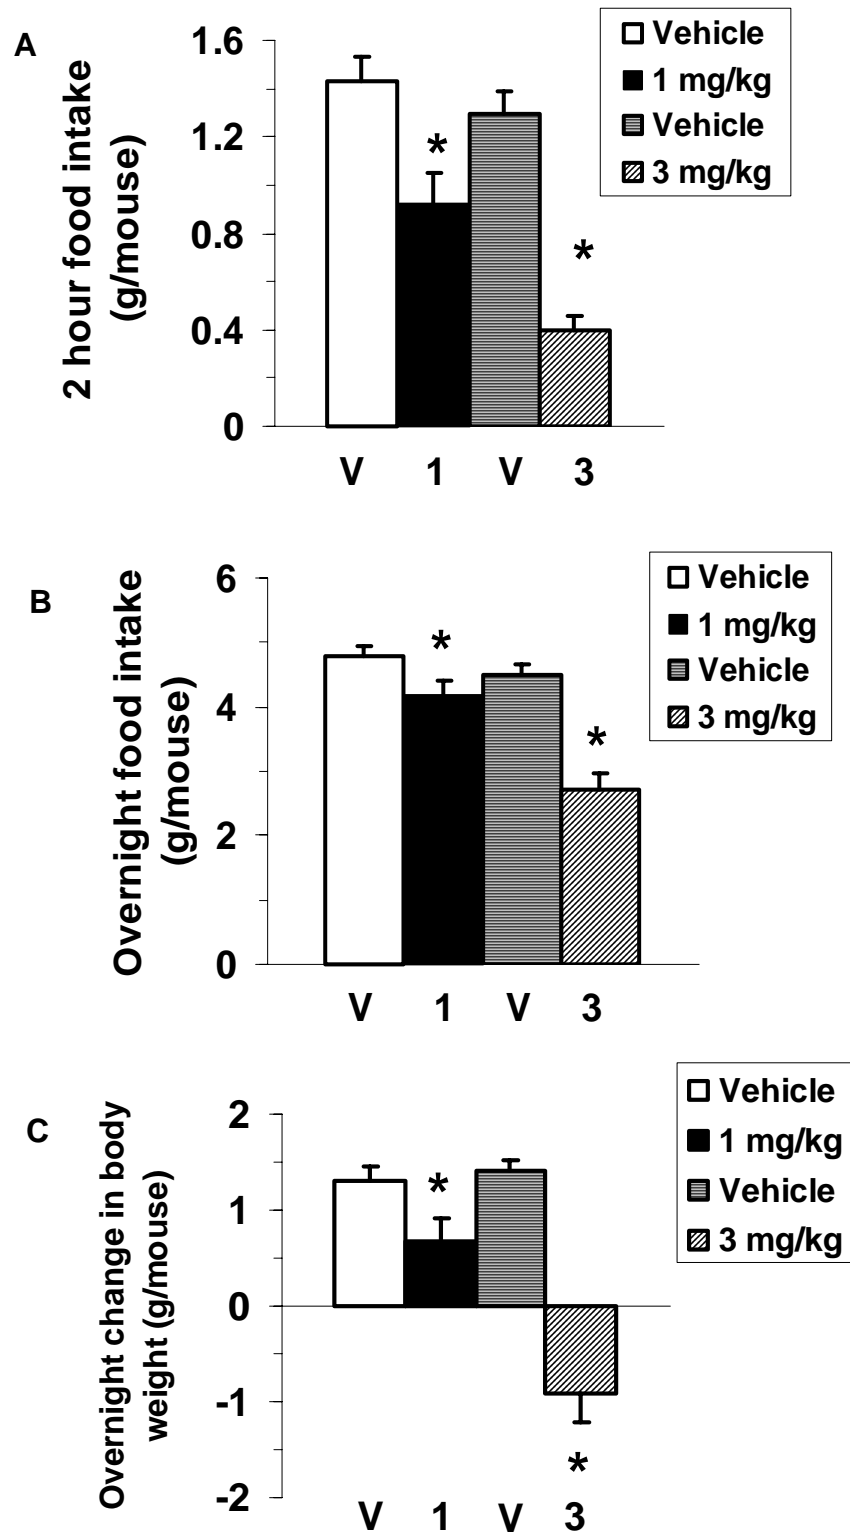 A
2 hour food intake
(g/mouse)
1.6
1.2
0.8
0.4
0
*
*
V 1 V 3
Vehicle
1 mg/kg
Vehicle
3 mg/kg
B
Overnight food intake
(g/mouse)
6
4
2
0
*
*
V 1 V 3
Vehicle
1 mg/kg
Vehicle
3 mg/kg
C
Overnight change in body
weight (g/mouse)
2
1
0
-1
-2
*
*
V 1 V 3
Vehicle
1 mg/kg
Vehicle
3 mg/kg